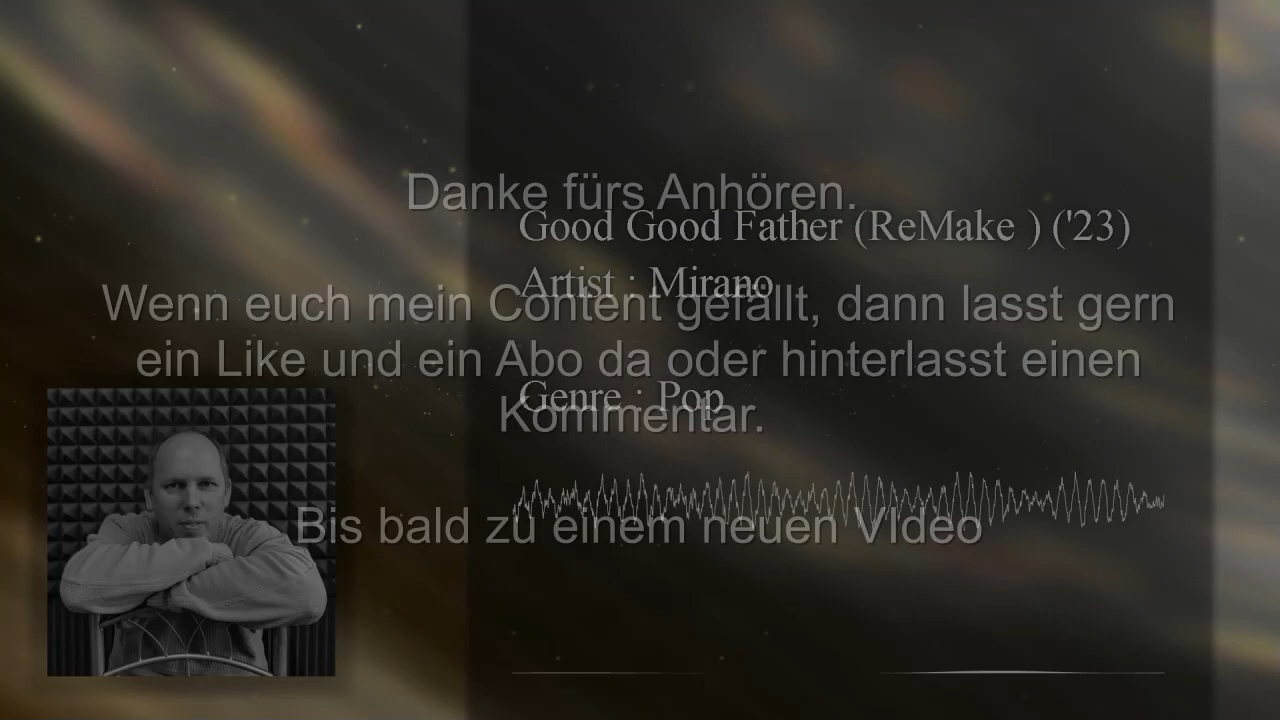 Danke fürs Anhören.
Good Good Father (ReMake ) ('23)
Artist : Mirano
Wenn euch mein Content gefällt, dann lasst gern
ein Like und ein Abo da oder hinterlasst einen
Genre : Pop
Kommentar.
Bis bald zu einem neuen VIdeo